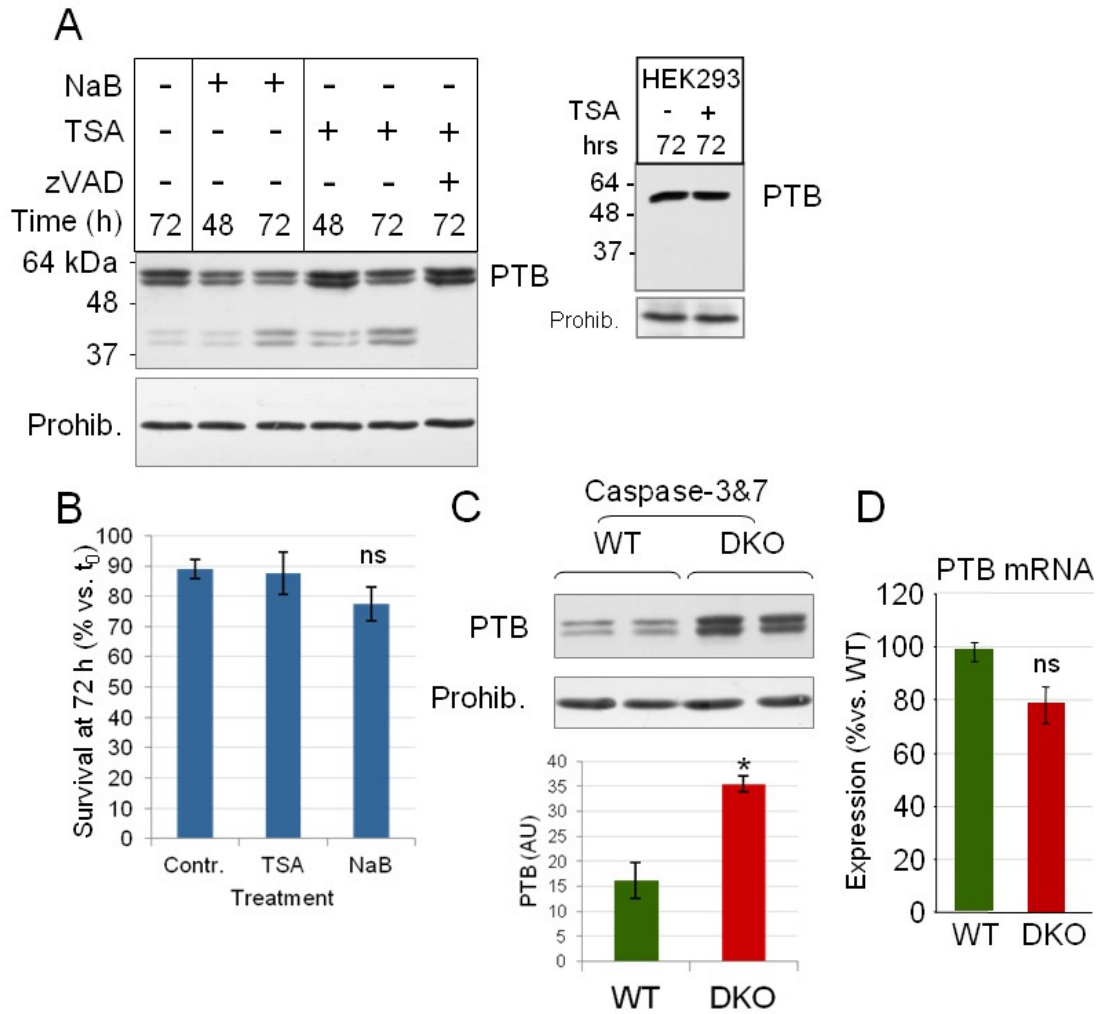 A
NaB - + + - - -
TSA - - - + + +
zVAD - - - - - +
Time (h) 72 48 72 48 72 72
64 kDa
48
37
PTB
Prohib.
HEK293
TSA - +
hrs 72 72
64
48
37
PTB
Prohib.
B
Survival at 72 h (% vs. t0)
100
90
80
70
60
50
40
30
20
10
0
ns
Contr. TSA NaB
Treatment
C
Caspase-3&7
WT DKO
PTB
Prohib.
PTB (AU)
40
35
30
25
20
15
10
5
0
*
WT DKO
D
PTB mRNA
Expression (%vs. WT)
120
100
80
60
40
20
0
ns
WT DKO